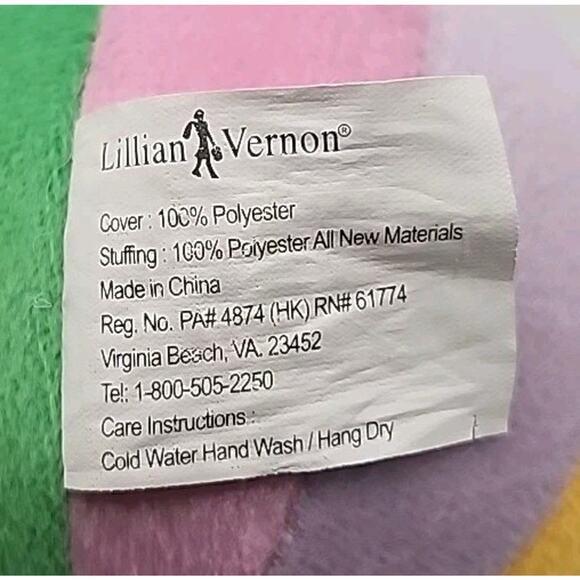 Lillian Vernon®
Cover : 100% Polyester
Stuffing : 100% Polyester All New Materials
Made in China
Reg. No. PA# 4874 (HK) RN# 61774
Virginia Beach, VA. 23452
Tel: 1-800-505-2250
Care Instructions :
Cold Water Hand Wash / Hang Dry